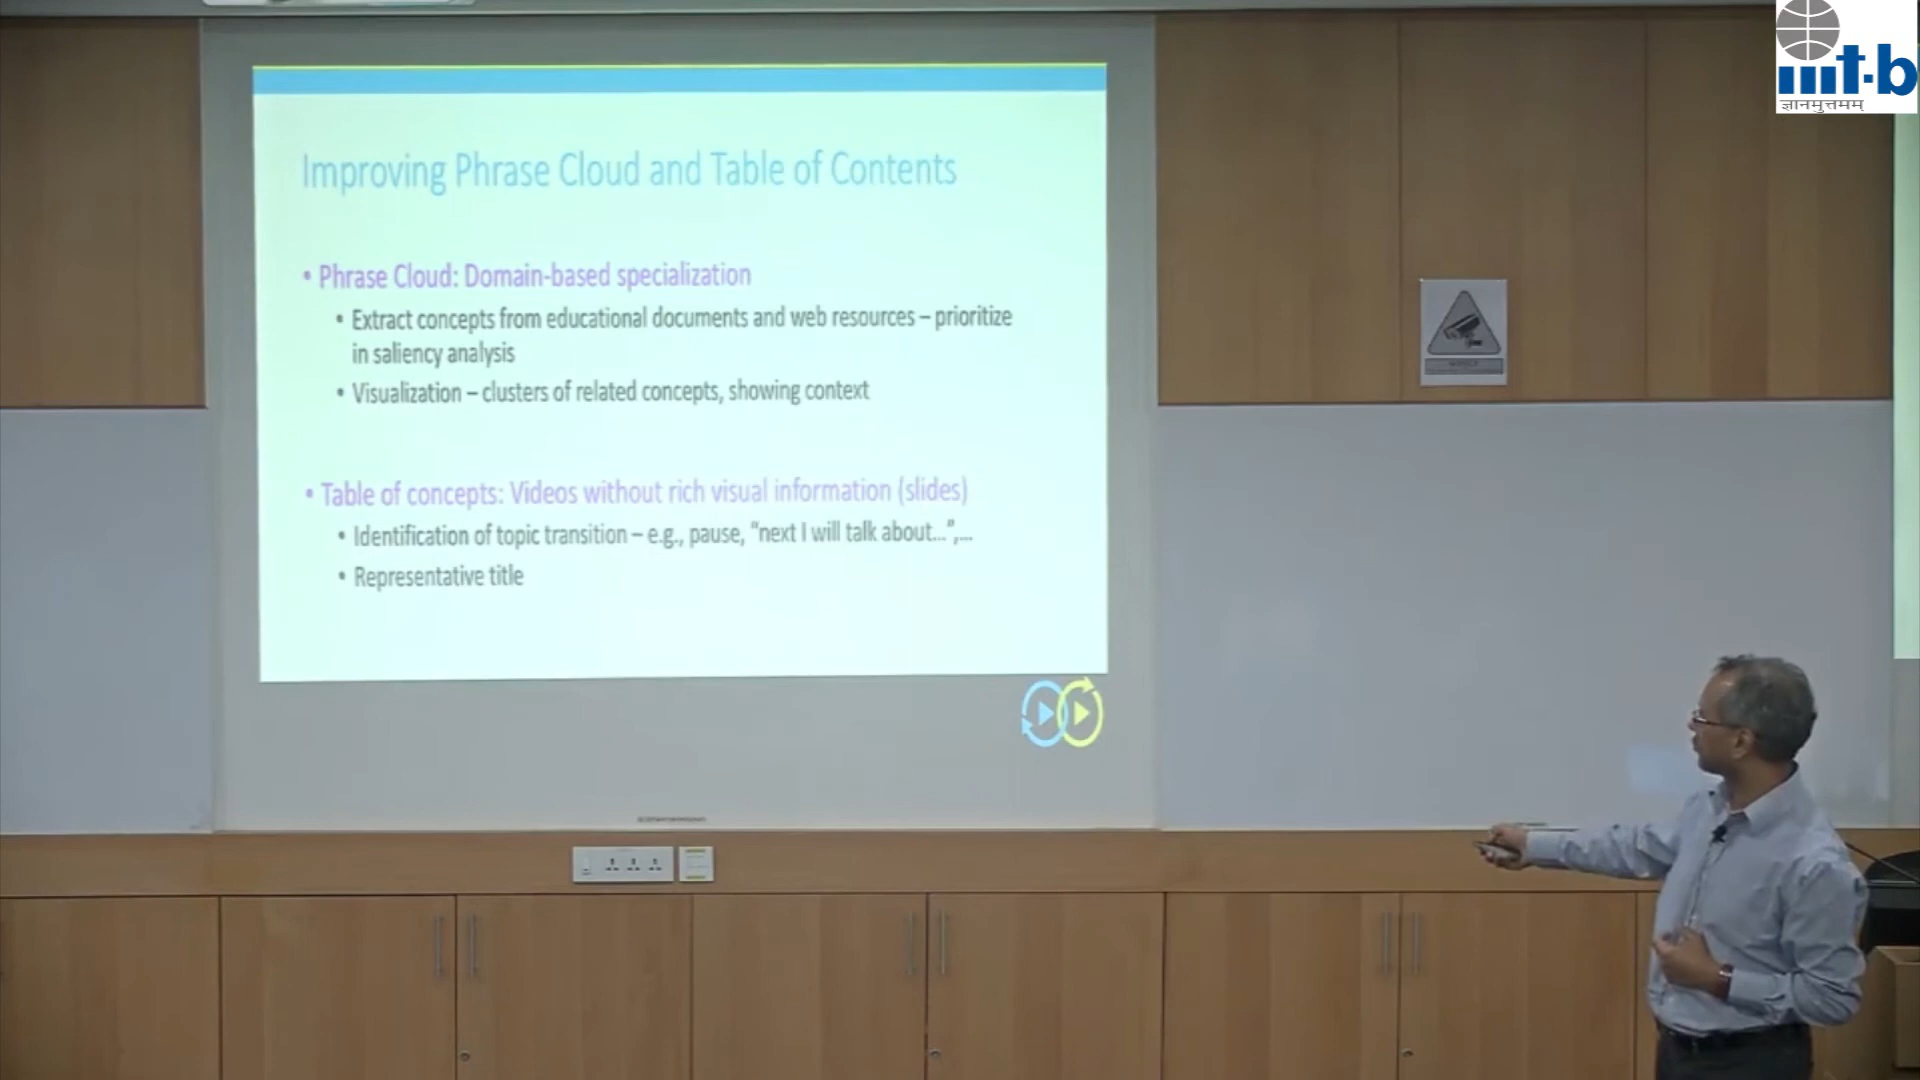 iiit-b
ज्ञानमुत्तमम्
Improving Phrase Cloud and Table of Contents
• Phrase Cloud: Domain-based specialization
• Extract concepts from educational documents and web resources – prioritize
in saliency analysis
• Visualization – clusters of related concepts, showing context
• Table of concepts: Videos without rich visual information (slides)
• Identification of topic transition – e.g., pause, “next I will talk about...”,...
• Representative title